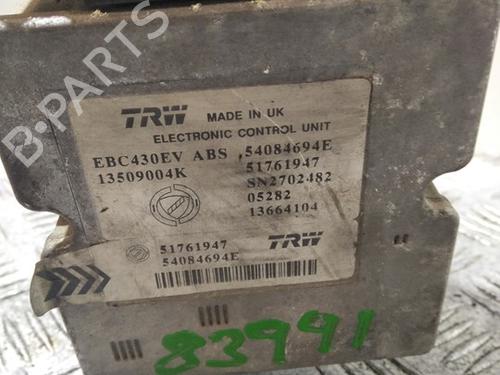 B-PARTS
TRW MADE IN UK
ELECTRONIC CONTROL UNIT
EBC430EV ABS 54084694E
13509004K 51761947
SN2702482
05282
13664104
51761947 TRW
54084694E
83991